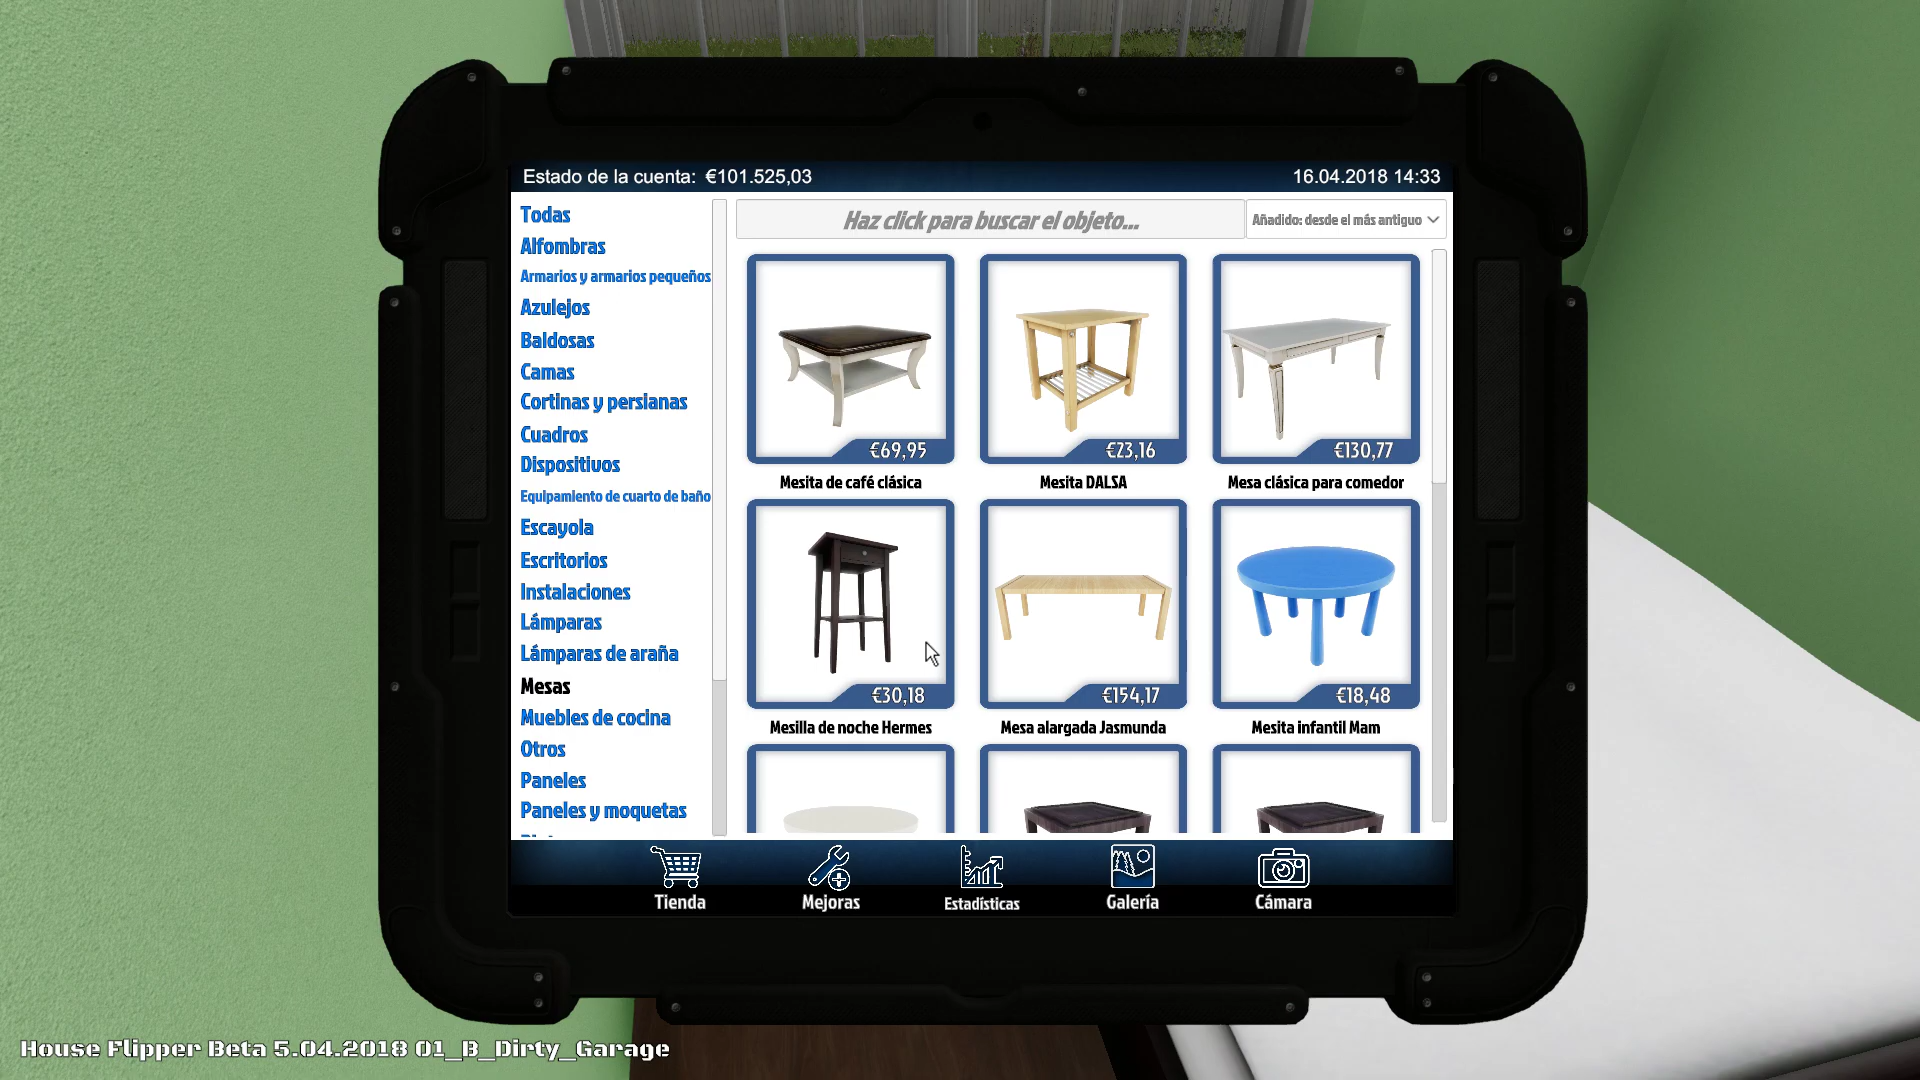 Estado de la cuenta: €101.525,03
16.04.2018 14:33
Todas
Alfombras
Armarios y armarios pequeños
Azulejos
Baldosas
Camas
Cortinas y persianas
Cuadros
Dispositivos
Equipamiento de cuarto de baño
Escayola
Escritorios
Instalaciones
Lámparas
Lámparas de araña
Mesas
Muebles de cocina
Otros
Paneles
Paneles y moquetas
Haz click para buscar el objeto...
Añadido: desde el más antiguo
€69,95
€23,16
€130,77
Mesita de café clásica
Mesita DALSA
Mesa clásica para comedor
€30,18
€154,17
€18,48
Mesilla de noche Hermes
Mesa alargada Jasmunda
Mesita infantil Mam
Tienda
Mejoras
Estadísticas
Galería
Cámara
House Flipper Beta 5.04.2018 01_B_Dirty_Garage